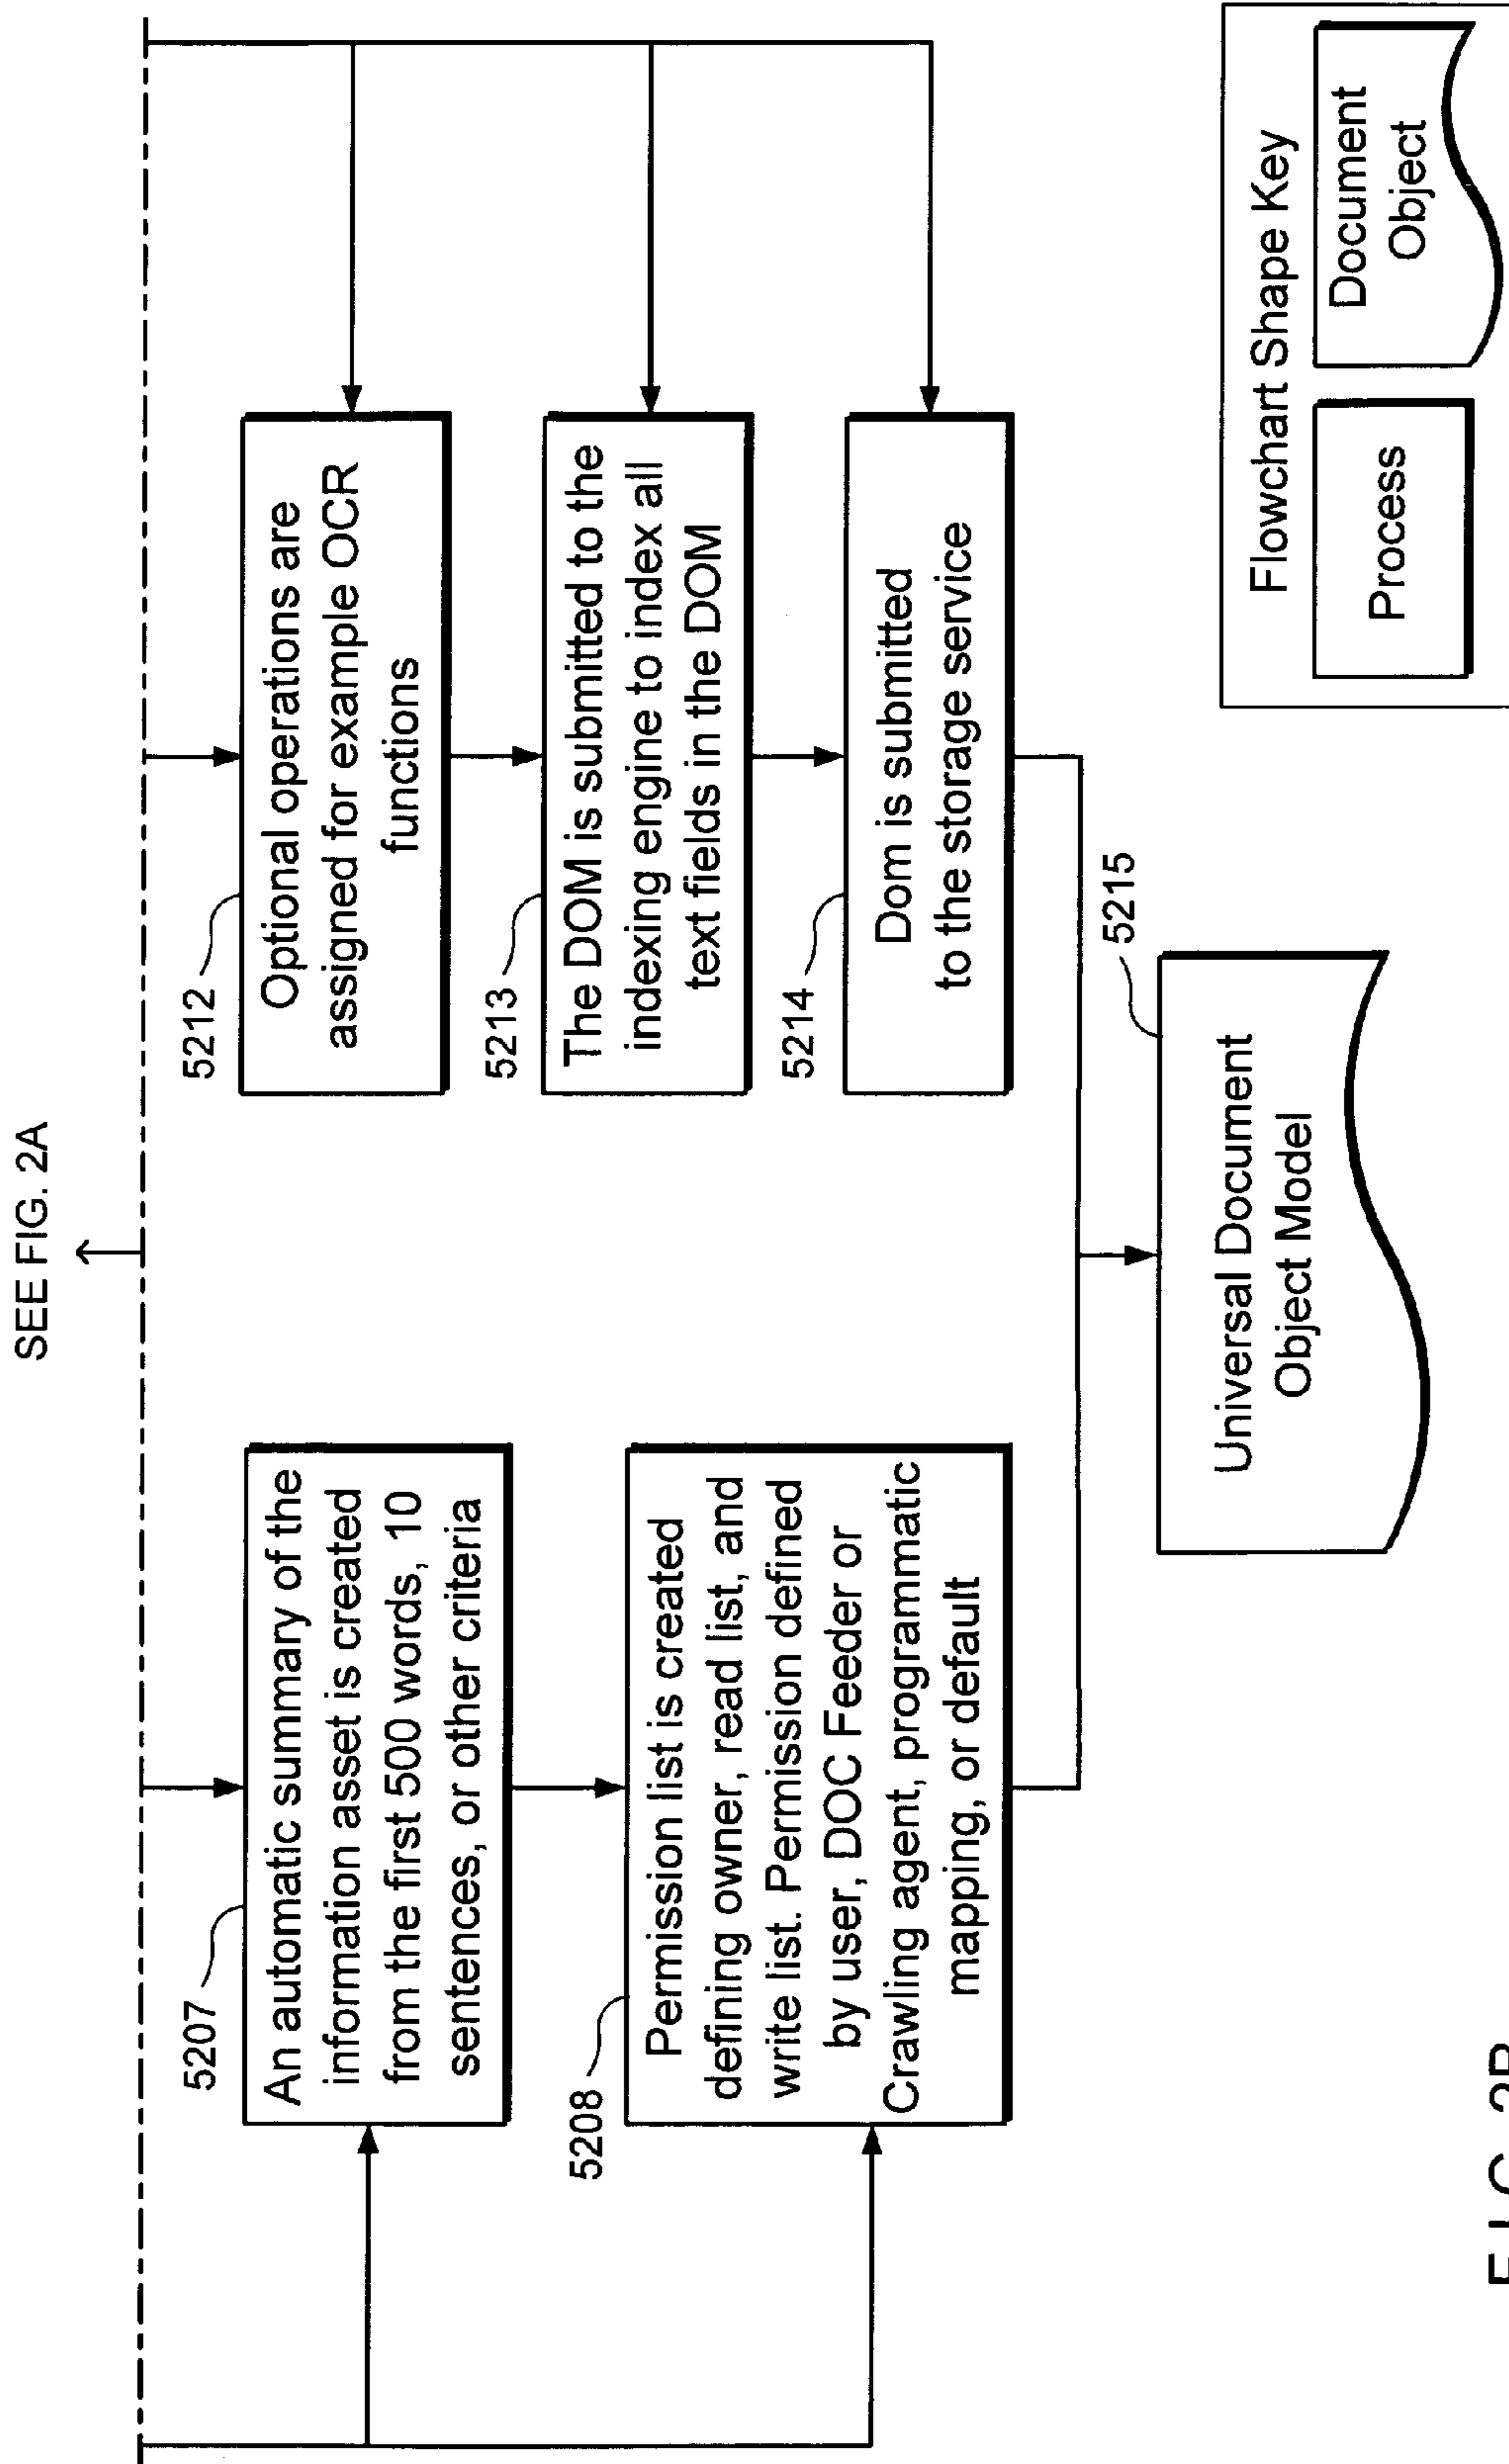 SEE FIG. 2A
5207
An automatic summary of the
information asset is created
from the first 500 words, 10
sentences, or other criteria
5208
Permission list is created
defining owner, read list, and
write list. Permission defined
by user, DOC Feeder or
Crawling agent, programmatic
mapping, or default
5212
Optional operations are
assigned for example OCR
functions
5213
The DOM is submitted to the
indexing engine to index all
text fields in the DOM
5214
Dom is submitted
to the storage service
5215
Universal Document
Object Model
Flowchart Shape Key
Process
Document
Object